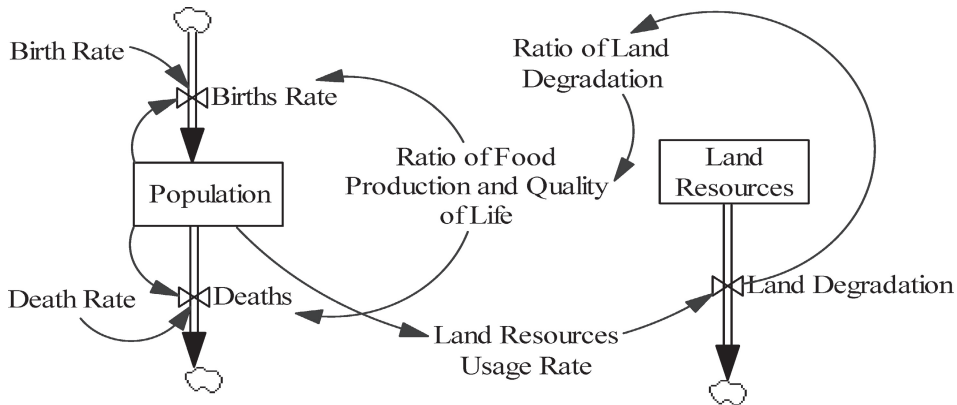 Birth Rate
Births Rate
Population
Death Rate
Deaths
Ratio of Food
Production and Quality
of Life
Ratio of Land
Degradation
Land
Resources
Land Degradation
Land Resources
Usage Rate